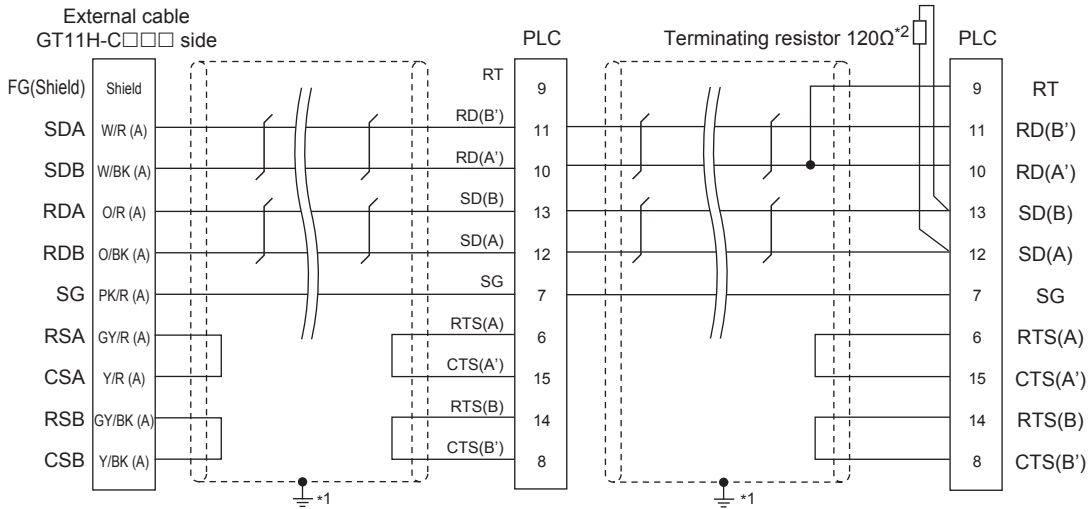 External cable
GT11H-C□□□ side
PLC
Terminating resistor 120Ω*2
PLC
FG(Shield) Shield RT 9 9 RT
SDA W/R (A) RD(B') 11 11 RD(B')
SDB W/BK (A) RD(A') 10 10 RD(A')
RDA O/R (A) SD(B) 13 13 SD(B)
RDB O/BK (A) SD(A) 12 12 SD(A)
SG PK/R (A) SG 7 7 SG
RSA GY/R (A) RTS(A) 6 6 RTS(A)
CSA Y/R (A) CTS(A') 15 15 CTS(A')
RSB GY/BK (A) RTS(B) 14 14 RTS(B)
CSB Y/BK (A) CTS(B') 8 8 CTS(B')
*1 *1